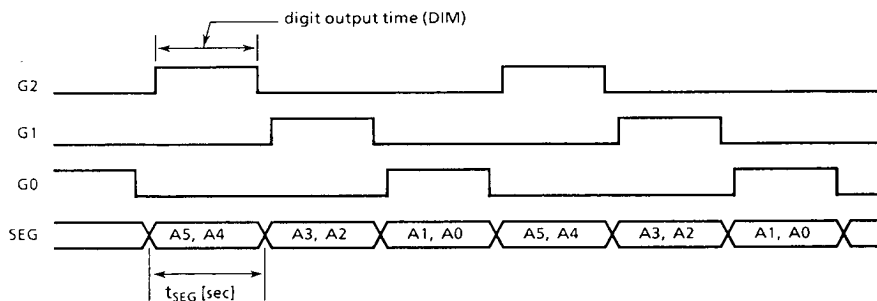 digit output time (DIM)
G2
G1
G0
SEG
A5, A4
A3, A2
A1, A0
A5, A4
A3, A2
A1, A0
tSEG [sec]